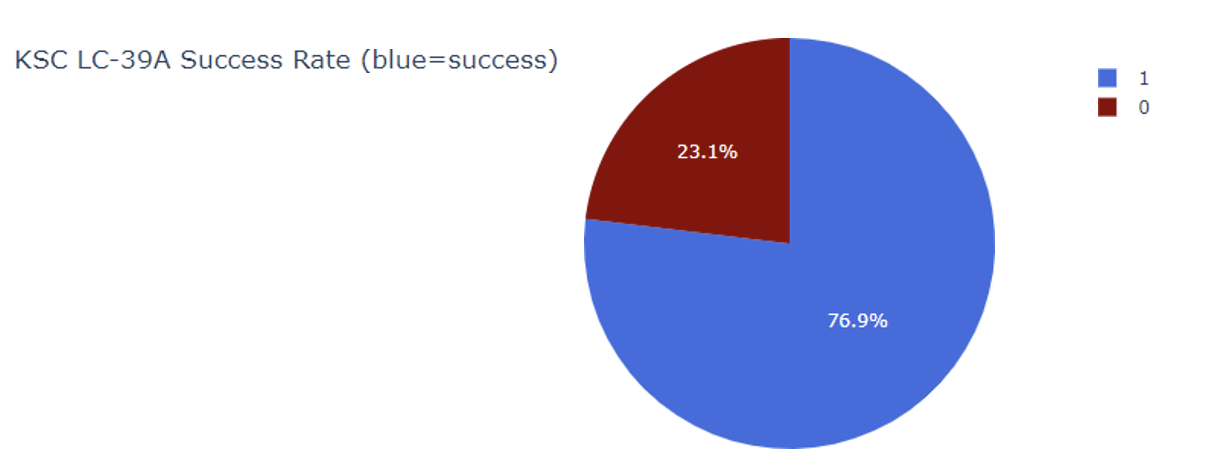 KSC LC-39A Success Rate (blue=success)
1
0
23.1%
76.9%